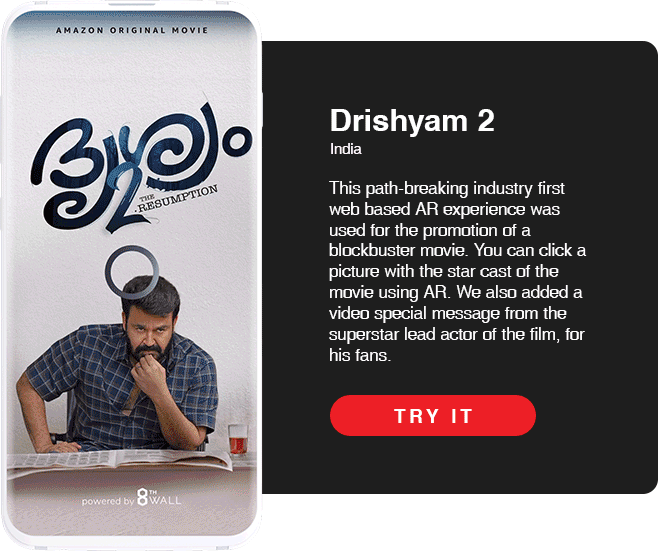 AMAZON ORIGINAL MOVIE
ദൃശ്യം
2
THE
RESUMPTION
powered by 8TH WALL
Drishyam 2
India
This path-breaking industry first
web based AR experience was
used for the promotion of a
blockbuster movie. You can click a
picture with the star cast of the
movie using AR. We also added a
video special message from the
superstar lead actor of the film, for
his fans.
TRY IT